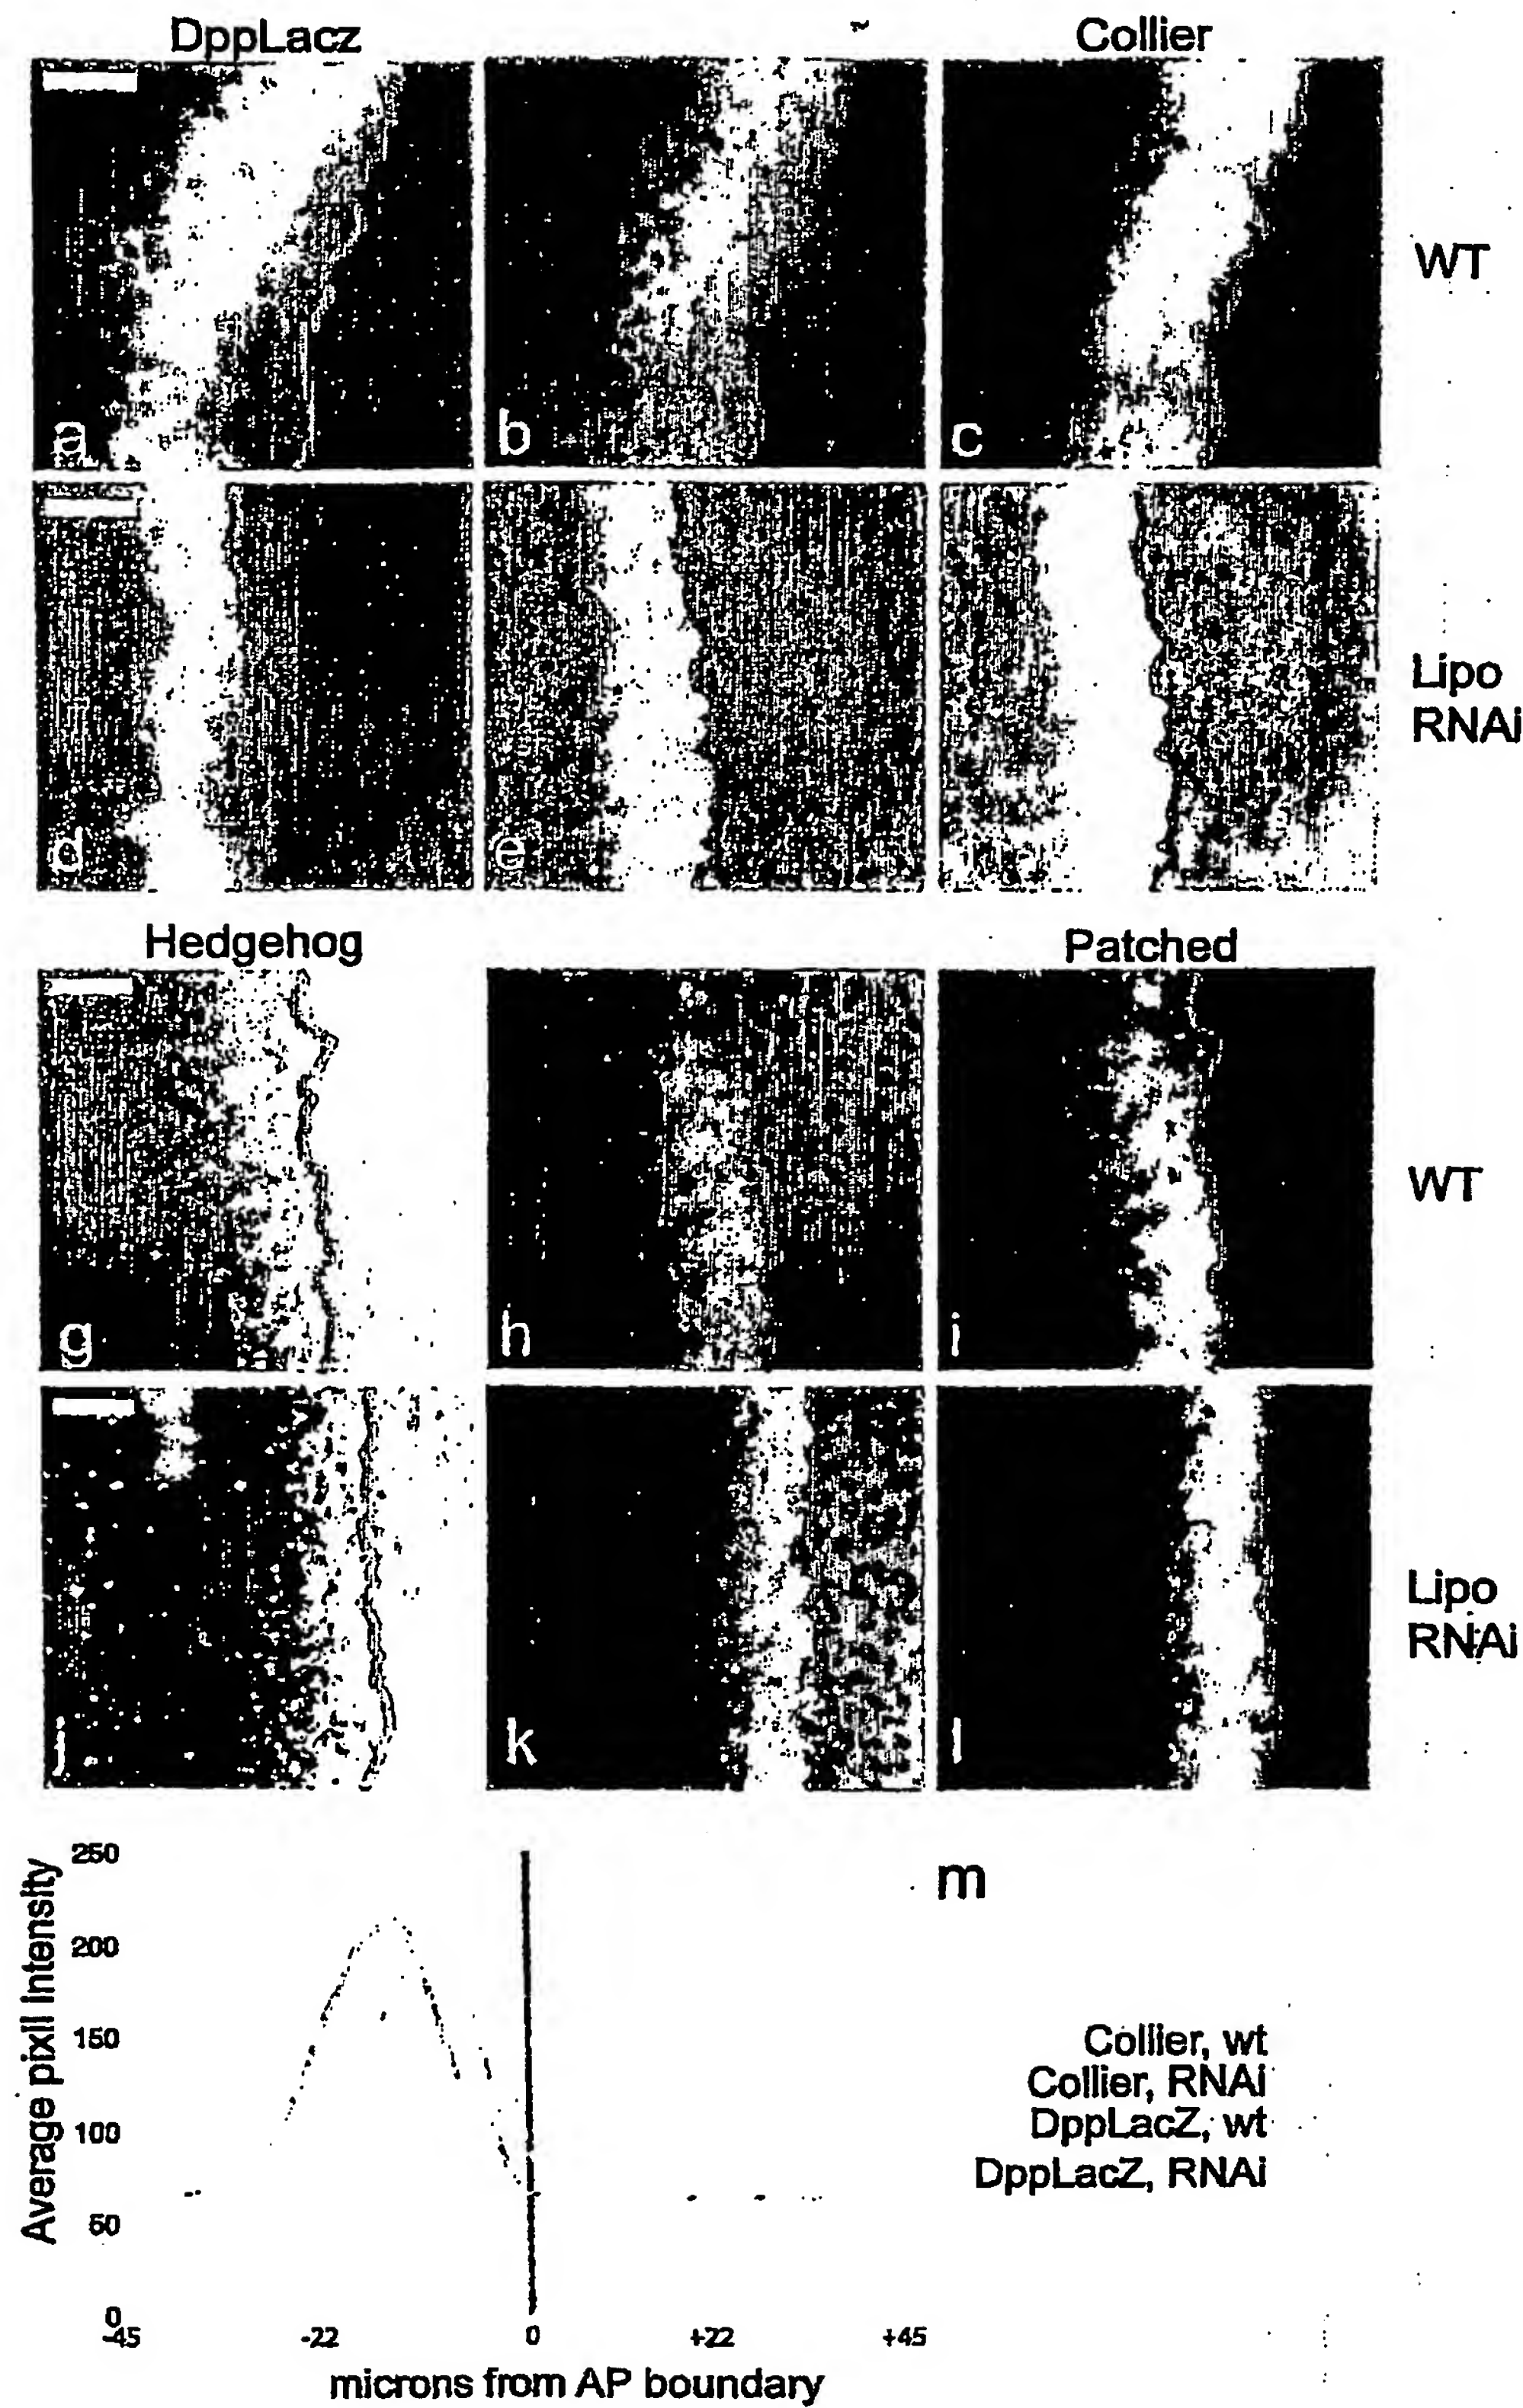 DppLacz
Collier
a
b
c
WT
d
e
Lipo
RNAi
Hedgehog
Patched
g
h
i
WT
j
k
l
Lipo
RNAi
m
Average pixil intensity
250
200
150
100
50
0
-45
-22
0
+22
+45
microns from AP boundary
Collier, wt
Collier, RNAi
DppLacZ, wt
DppLacZ, RNAi